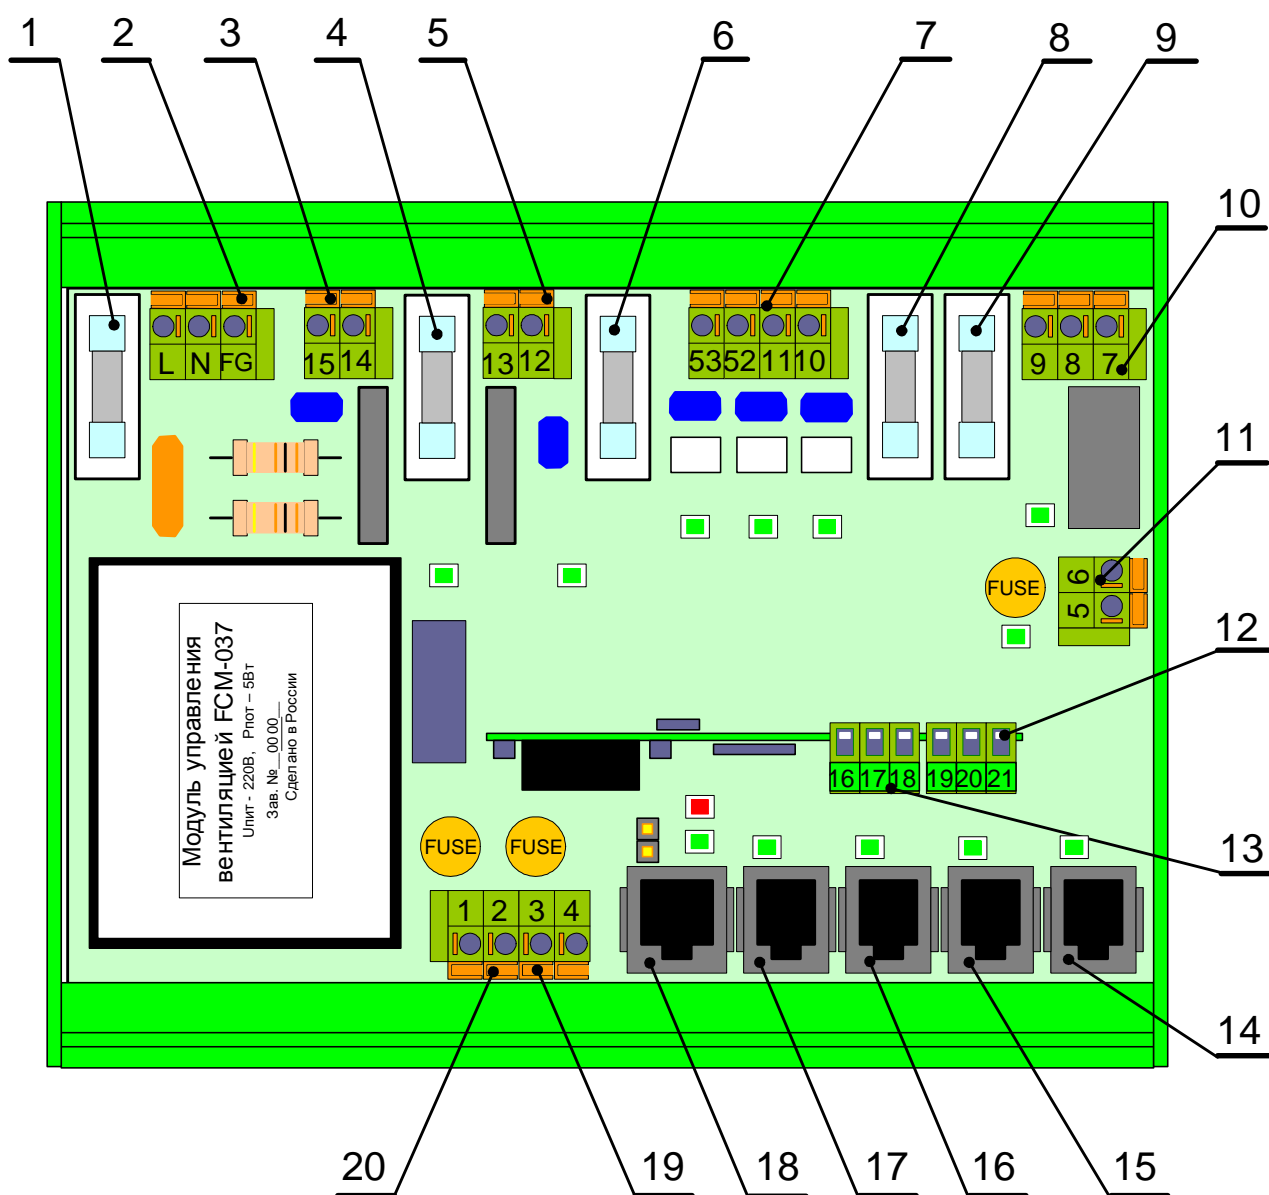 1 2 3 4 5 6 7 8 9
10
L N FG 15 14 13 12 53 52 11 10 9 8 7
11
FUSE 6
5
12
Модуль управления
вентиляцией FCM-037
Uпит - 220В, Pпот – 5Вт
Зав. №__00 00__
Сделано в России
16 17 18 19 20 21
FUSE FUSE
13
1 2 3 4
14
20 19 18 17 16 15